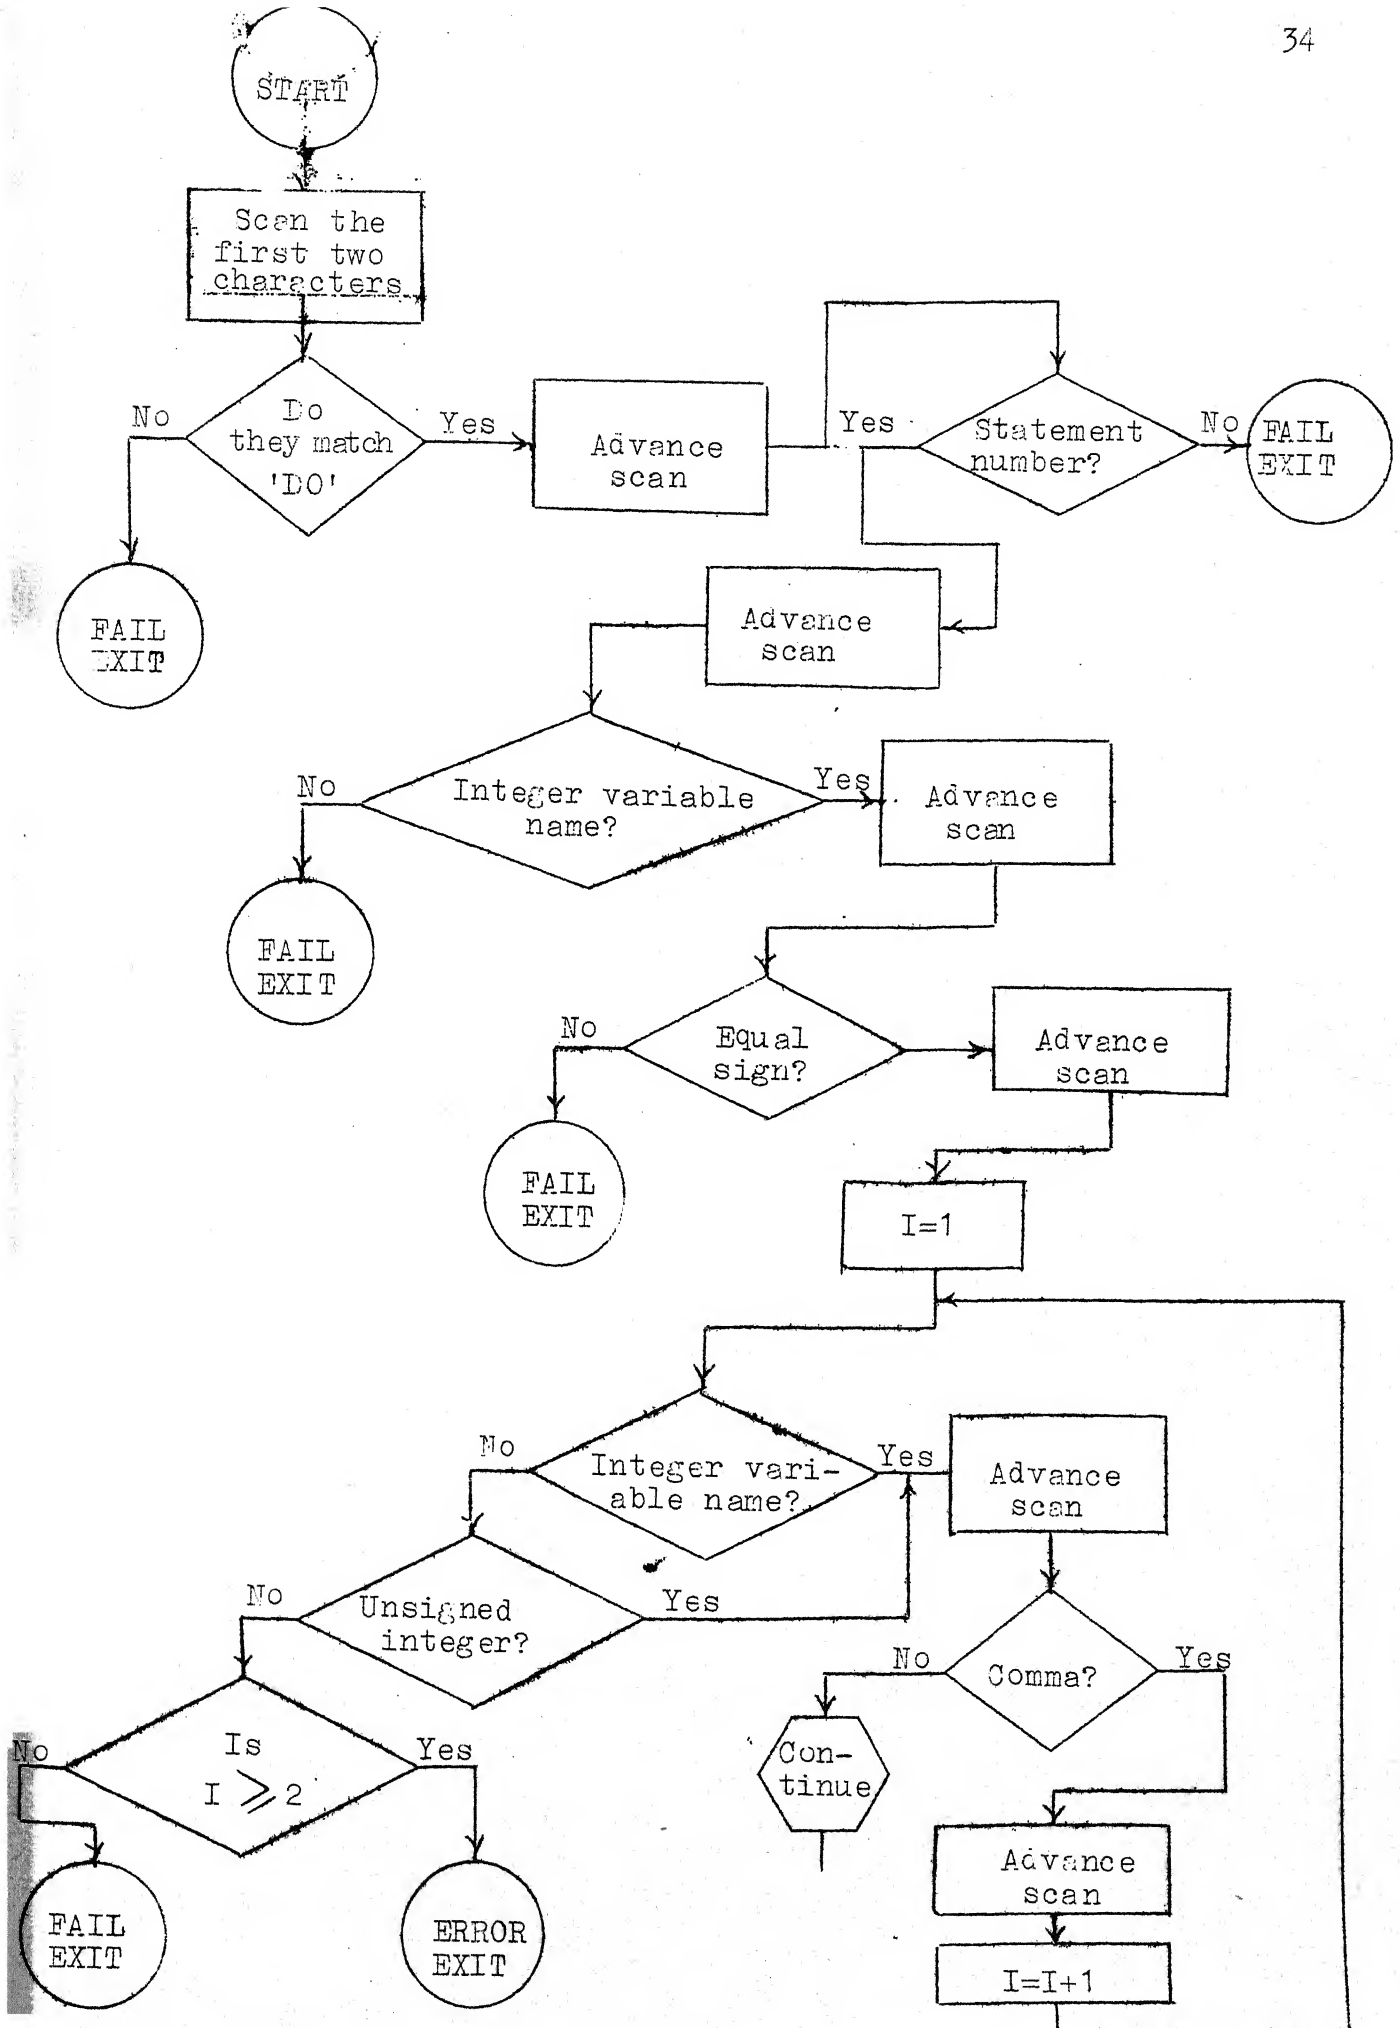 34
START
Scan the
first two
characters
Do
they match
'DO'
No
Yes
FAIL
EXIT
Advance
scan
Yes
Statement
number?
No
FAIL
EXIT
Advance
scan
Integer variable
name?
No
Yes
FAIL
EXIT
Advance
scan
Equal
sign?
No
FAIL
EXIT
Advance
scan
I=1
Integer vari-
able name?
No
Yes
Advance
scan
Unsigned
integer?
No
Yes
Comma?
No
Yes
Con-
tinue
Is
I ⩾ 2
No
Yes
FAIL
EXIT
ERROR
EXIT
Advance
scan
I=I+1